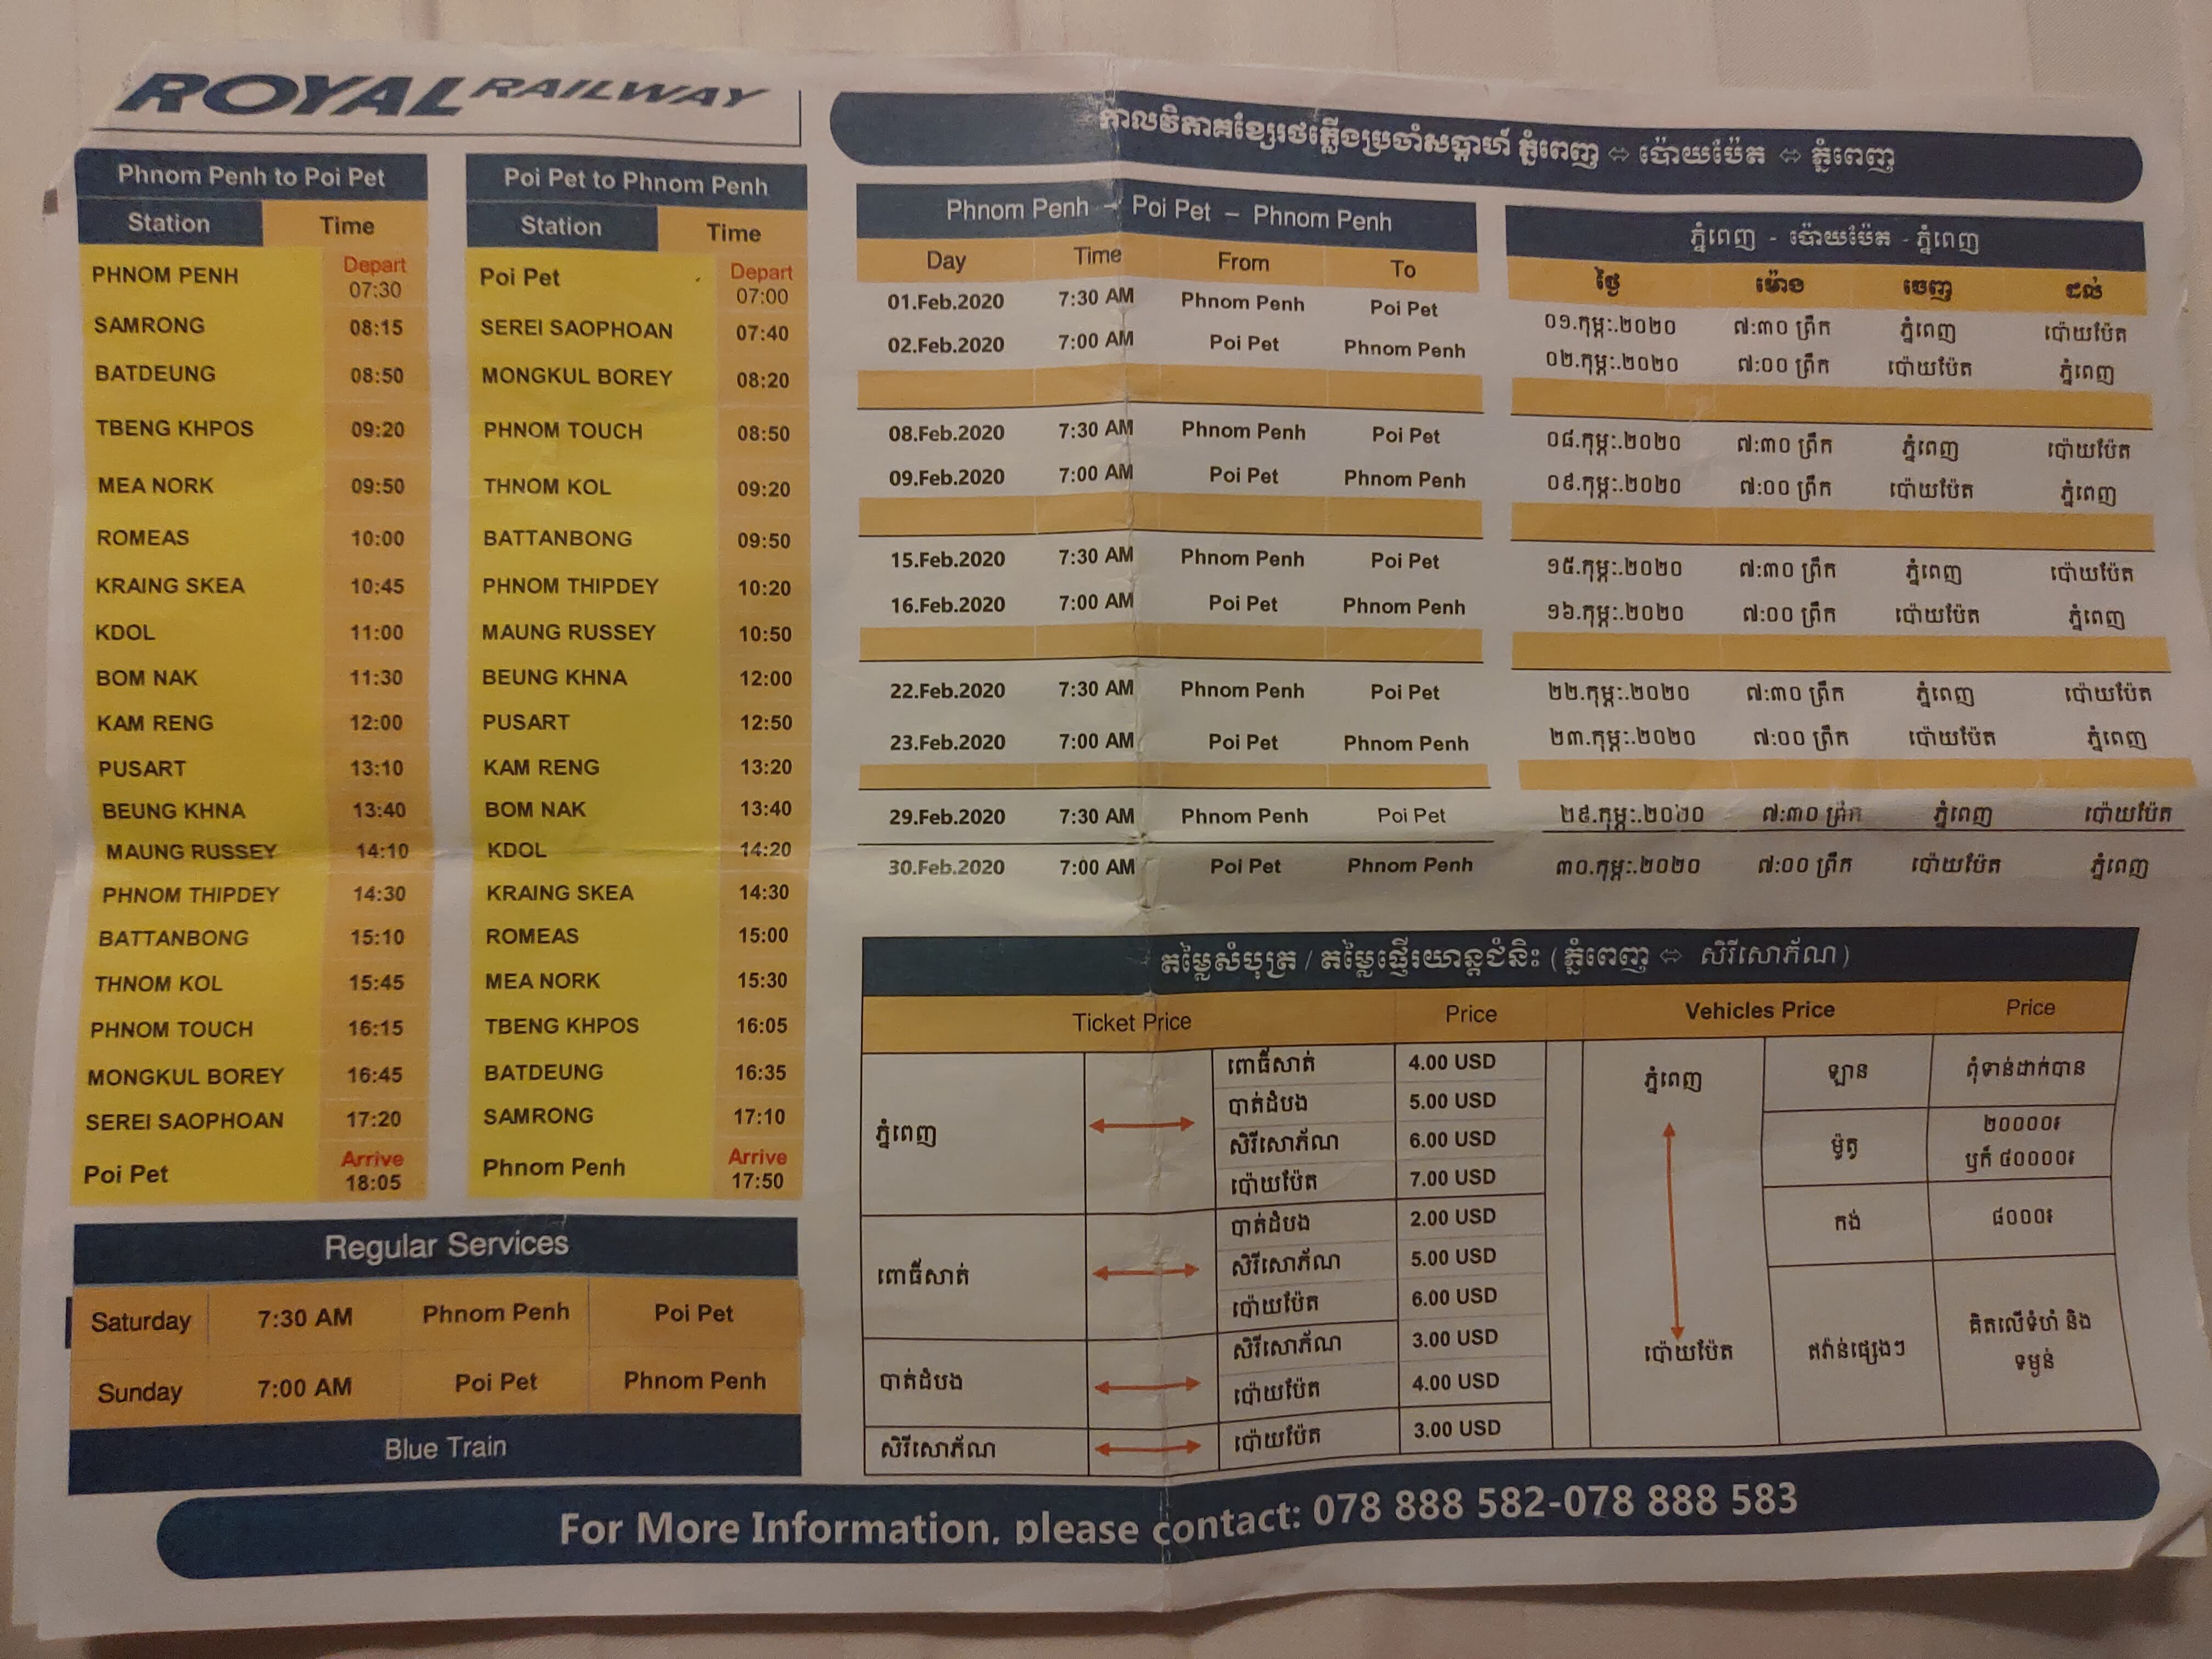 ROYAL RAILWAY
Phnom Penh to Poi Pet
Station Time
PHNOM PENH Depart 07:30
SAMRONG 08:15
BATDEUNG 08:50
TBENG KHPOS 09:20
MEA NORK 09:50
ROMEAS 10:00
KRAING SKEA 10:45
KDOL 11:00
BOM NAK 11:30
KAM RENG 12:00
PUSART 13:10
BEUNG KHNA 13:40
MAUNG RUSSEY 14:10
PHNOM THIPDEY 14:30
BATTANBONG 15:10
THNOM KOL 15:45
PHNOM TOUCH 16:15
MONGKUL BOREY 16:45
SEREI SAOPHOAN 17:20
Poi Pet Arrive 18:05
Poi Pet to Phnom Penh
Station Time
Poi Pet Depart 07:00
SEREI SAOPHOAN 07:40
MONGKUL BOREY 08:20
PHNOM TOUCH 08:50
THNOM KOL 09:20
BATTANBONG 09:50
PHNOM THIPDEY 10:20
MAUNG RUSSEY 10:50
BEUNG KHNA 12:00
PUSART 12:50
KAM RENG 13:20
BOM NAK 13:40
KDOL 14:20
KRAING SKEA 14:30
ROMEAS 15:00
MEA NORK 15:30
TBENG KHPOS 16:05
BATDEUNG 16:35
SAMRONG 17:10
Phnom Penh Arrive 17:50
Regular Services
Saturday 7:30 AM Phnom Penh Poi Pet
Sunday 7:00 AM Poi Pet Phnom Penh
Blue Train
កាលវិភាគខ្សែរថភ្លើងប្រចាំសប្តាហ៍ ភ្នំពេញ ⇔ ប៉ោយប៉ែត ⇔ ភ្នំពេញ
Phnom Penh – Poi Pet – Phnom Penh
Day Time From To
01.Feb.2020 7:30 AM Phnom Penh Poi Pet
02.Feb.2020 7:00 AM Poi Pet Phnom Penh
08.Feb.2020 7:30 AM Phnom Penh Poi Pet
09.Feb.2020 7:00 AM Poi Pet Phnom Penh
15.Feb.2020 7:30 AM Phnom Penh Poi Pet
16.Feb.2020 7:00 AM Poi Pet Phnom Penh
22.Feb.2020 7:30 AM Phnom Penh Poi Pet
23.Feb.2020 7:00 AM Poi Pet Phnom Penh
29.Feb.2020 7:30 AM Phnom Penh Poi Pet
30.Feb.2020 7:00 AM Poi Pet Phnom Penh
ភ្នំពេញ - ប៉ោយប៉ែត - ភ្នំពេញ
ថ្ងៃ ម៉ោង ចេញ ដល់
០១.កុម្ភៈ.២០២០ ៧:៣០ ព្រឹក ភ្នំពេញ ប៉ោយប៉ែត
០២.កុម្ភៈ.២០២០ ៧:០០ ព្រឹក ប៉ោយប៉ែត ភ្នំពេញ
០៨.កុម្ភៈ.២០២០ ៧:៣០ ព្រឹក ភ្នំពេញ ប៉ោយប៉ែត
០៩.កុម្ភៈ.២០២០ ៧:០០ ព្រឹក ប៉ោយប៉ែត ភ្នំពេញ
១៥.កុម្ភៈ.២០២០ ៧:៣០ ព្រឹក ភ្នំពេញ ប៉ោយប៉ែត
១៦.កុម្ភៈ.២០២០ ៧:០០ ព្រឹក ប៉ោយប៉ែត ភ្នំពេញ
២២.កុម្ភៈ.២០២០ ៧:៣០ ព្រឹក ភ្នំពេញ ប៉ោយប៉ែត
២៣.កុម្ភៈ.២០២០ ៧:០០ ព្រឹក ប៉ោយប៉ែត ភ្នំពេញ
២៩.កុម្ភៈ.២០២០ ៧:៣០ ព្រឹក ភ្នំពេញ ប៉ោយប៉ែត
៣០.កុម្ភៈ.២០២០ ៧:០០ ព្រឹក ប៉ោយប៉ែត ភ្នំពេញ
តម្លៃសំបុត្រ / តម្លៃផ្ញើរយាន្តជំនិះ (ភ្នំពេញ ⇔ សិរីសោភ័ណ)
Ticket Price Price
ភ្នំពេញ ពោធិ៍សាត់ 4.00 USD
បាត់ដំបង 5.00 USD
សិរីសោភ័ណ 6.00 USD
ប៉ោយប៉ែត 7.00 USD
ពោធិ៍សាត់ បាត់ដំបង 2.00 USD
សិរីសោភ័ណ 5.00 USD
ប៉ោយប៉ែត 6.00 USD
បាត់ដំបង សិរីសោភ័ណ 3.00 USD
ប៉ោយប៉ែត 4.00 USD
សិរីសោភ័ណ ប៉ោយប៉ែត 3.00 USD
Vehicles Price Price
ភ្នំពេញ
ប៉ោយប៉ែត
ឡាន ពុំទាន់ដាក់បាន
ម៉ូតូ ២០០០០៛
ឫក៏ ៤០០០០៛
កង់ ៨០០០៛
ឥវ៉ាន់ផ្សេងៗ គិតលើទំហំ និង
ទម្ងន់
For More Information. please contact: 078 888 582-078 888 583